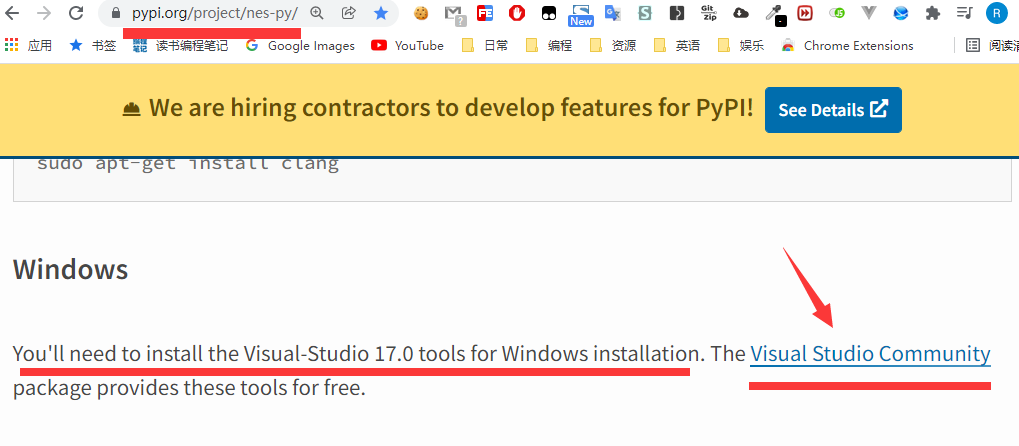 pypi.org/project/nes-py/
New
Git
Zip
R
应用
书签
读书编程笔记
Google Images
YouTube
日常
编程
资源
英语
娱乐
Chrome Extensions
We are hiring contractors to develop features for PyPI!
See Details
sudo apt-get install clang
Windows
You'll need to install the Visual-Studio 17.0 tools for Windows installation. The Visual Studio Community
package provides these tools for free.